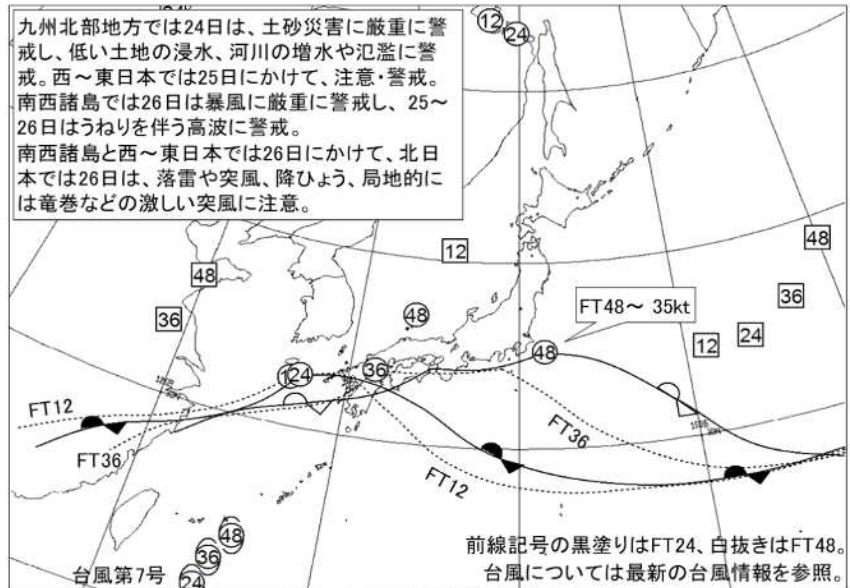 九州北部地方では24日は、土砂災害に厳重に警
戒し、低い土地の浸水、河川の増水や氾濫に警
戒。西～東日本では25日にかけて、注意・警戒。
南西諸島では26日は暴風に厳重に警戒し、25～
26日はうねりを伴う高波に警戒。
南西諸島と西～東日本では26日にかけて、北日
本では26日は、落雷や突風、降ひょう、局地的に
は竜巻などの激しい突風に注意。
12
24
48
12
48
36
36
FT48～ 35kt
48
24
12
48
24
36
FT12
FT36
FT36
FT12
48
36
24
台風第7号
前線記号の黒塗りはFT24、白抜きはFT48。
台風については最新の台風情報を参照。